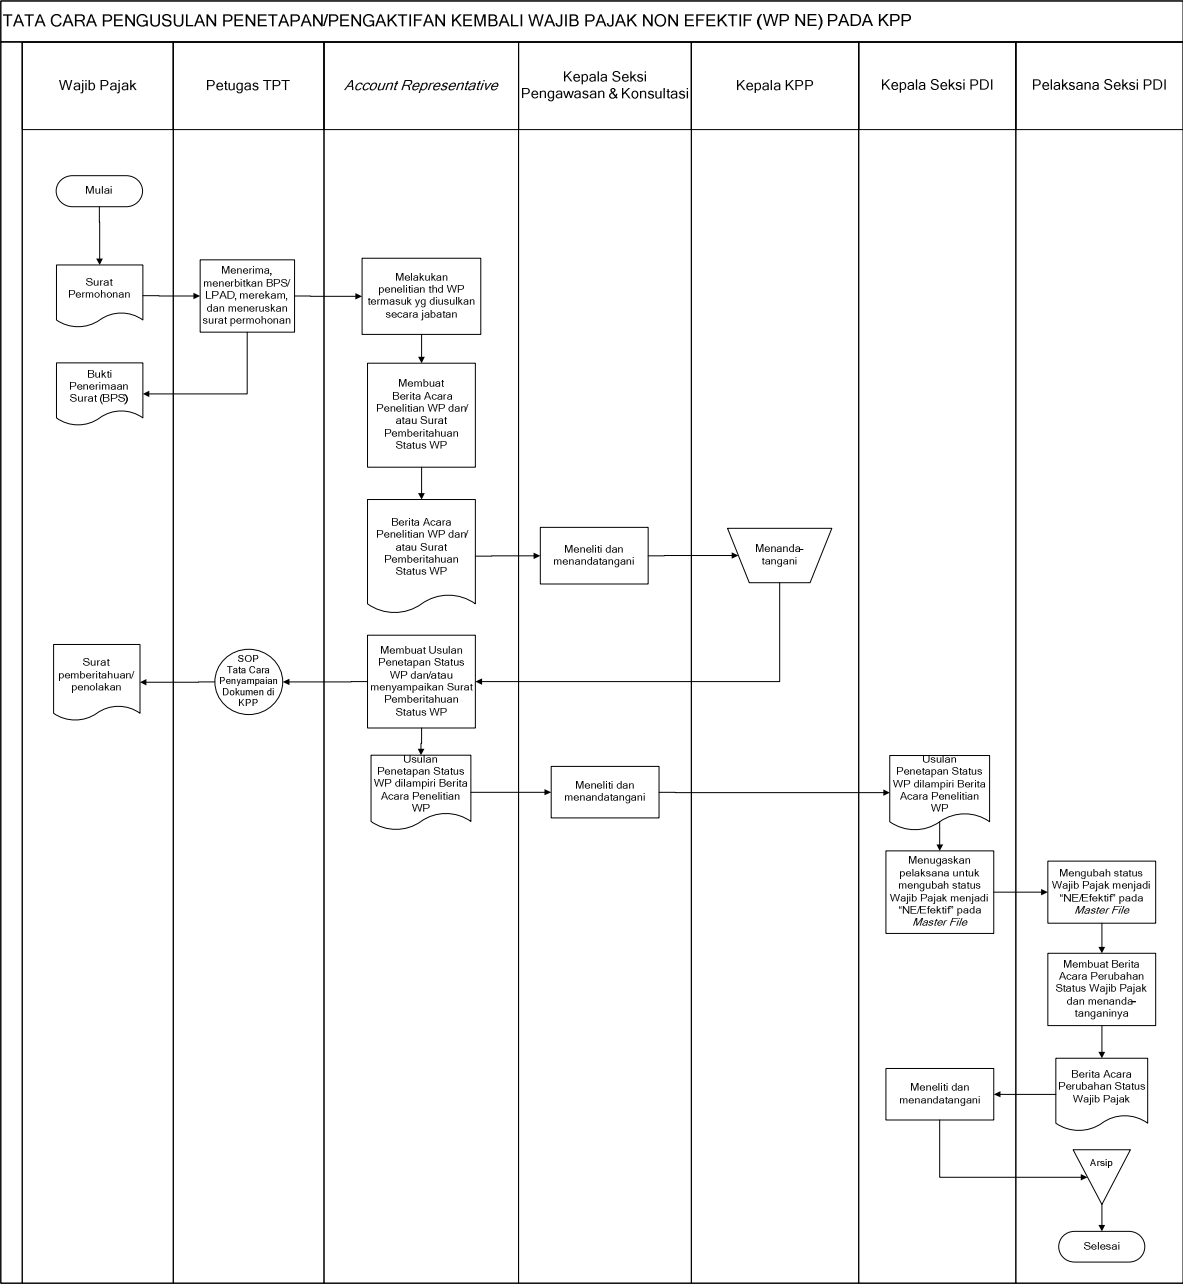 TATA CARA PENGUSULAN PENETAPAN/PENGAKTIFAN KEMBALI WAJIB PAJAK NON EFEKTIF (WP NE) PADA KPP
Wajib Pajak
Petugas TPT
Account Representative
Kepala Seksi
Pengawasan & Konsultasi
Kepala KPP
Kepala Seksi PDI
Pelaksana Seksi PDI
Mulai
Surat
Permohonan
Menerima,
menerbitkan BPS/
LPAD, merekam,
dan meneruskan
surat permohonan
Melakukan
penelitian thd WP
termasuk yg diusulkan
secara jabatan
Bukti
Penerimaan
Surat (BPS)
Membuat
Berita Acara
Penelitian WP dan/
atau Surat
Pemberitahuan
Status WP
Berita Acara
Penelitian WP dan/
atau Surat
Pemberitahuan
Status WP
Meneliti dan
menandatangani
Menanda-
tangani
Surat
pemberitahuan/
penolakan
SOP
Tata Cara
Penyampaian
Dokumen di
KPP
Membuat Usulan
Penetapan Status
WP dan/atau
menyampaikan Surat
Pemberitahuan
Status WP
Usulan
Penetapan Status
WP dilampiri Berita
Acara Penelitian
WP
Meneliti dan
menandatangani
Usulan
Penetapan Status
WP dilampiri Berita
Acara Penelitian
WP
Menugaskan
pelaksana untuk
mengubah status
Wajib Pajak menjadi
“NE/Efektif” pada
Master File
Mengubah status
Wajib Pajak menjadi
“NE/Efektif” pada
Master File
Membuat Berita
Acara Perubahan
Status Wajib Pajak
dan menanda-
tanganinya
Meneliti dan
menandatangani
Berita Acara
Perubahan Status
Wajib Pajak
Arsip
Selesai